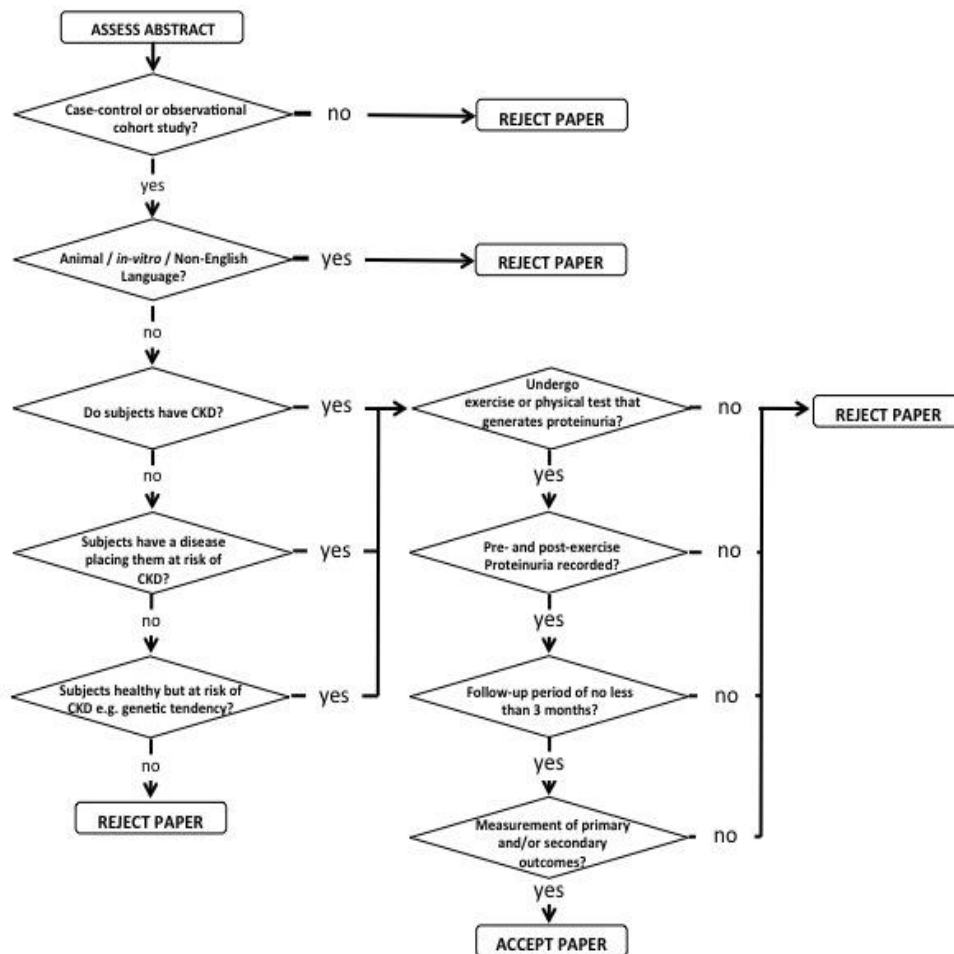 ASSESS ABSTRACT
Case-control or observational
cohort study?
no
REJECT PAPER
yes
Animal / in-vitro / Non-English
Language?
yes
REJECT PAPER
no
Do subjects have CKD?
yes
Undergo
exercise or physical test that
generates proteinuria?
no
REJECT PAPER
no
yes
Subjects have a disease
placing them at risk of
CKD?
yes
Pre- and post-exercise
Proteinuria recorded?
no
no
yes
Subjects healthy but at risk of
CKD e.g. genetic tendency?
yes
Follow-up period of no less
than 3 months?
no
no
yes
REJECT PAPER
Measurement of primary
and/or secondary
outcomes?
no
yes
ACCEPT PAPER